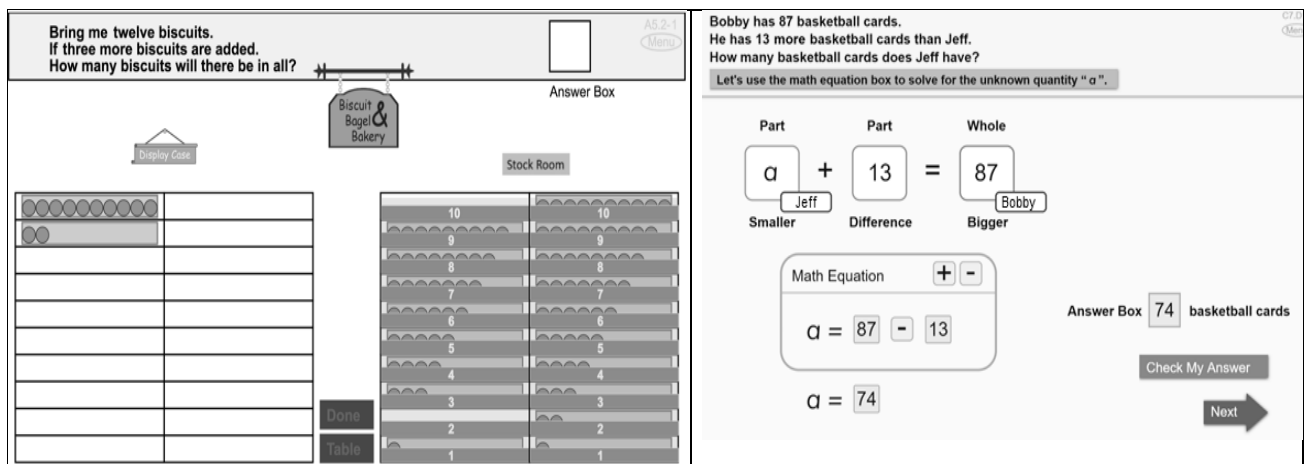 Bring me twelve biscuits.
If three more biscuits are added.
How many biscuits will there be in all?
A5.2-1
Menu
Answer Box
Biscuit
Bagel &
Bakery
Display Case
Stock Room
10 10
9 9
8 8
7 7
6 6
5 5
4 4
3 3
2 2
1 1
Done
Table
Bobby has 87 basketball cards.
He has 13 more basketball cards than Jeff.
How many basketball cards does Jeff have?
Let's use the math equation box to solve for the unknown quantity "a".
Part Part Whole
a + 13 = 87
Jeff Bobby
Smaller Difference Bigger
Math Equation + -
a = 87 - 13
a = 74
Answer Box 74 basketball cards
Check My Answer
Next